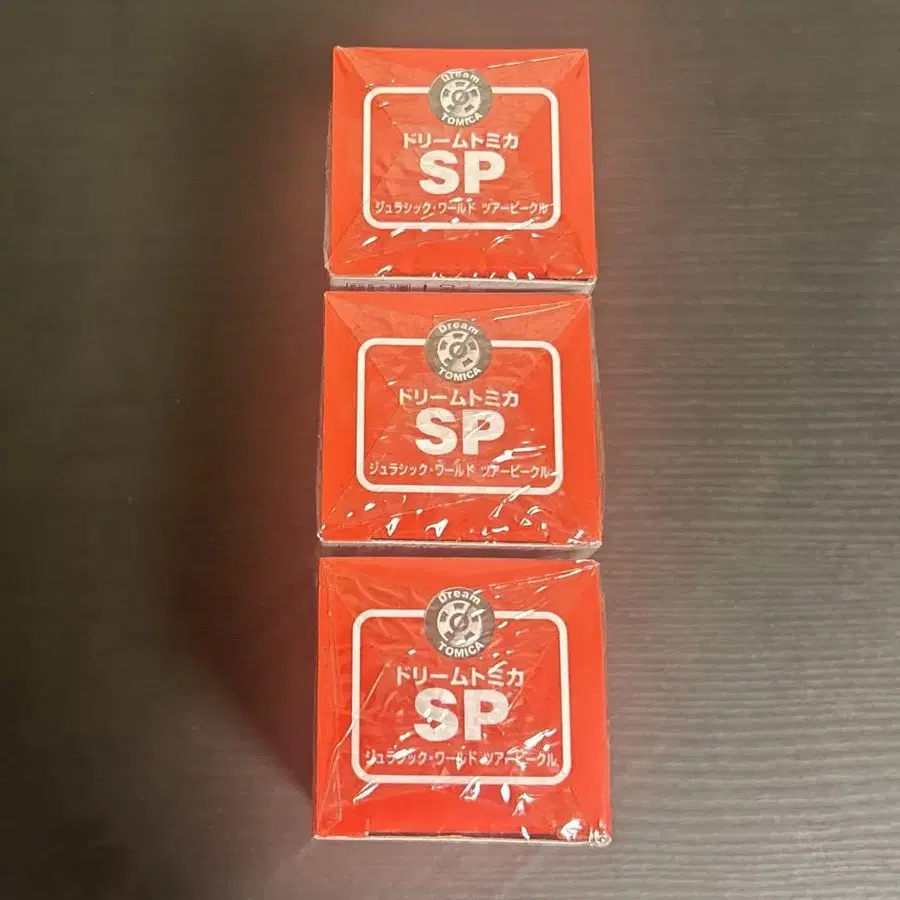 Dream
TOMICA
ドリームトミカ
SP
ジュラシック・ワールド ツアービークル
Dream
TOMICA
ドリームトミカ
SP
ジュラシック・ワールド ツアービークル
Dream
TOMICA
ドリームトミカ
SP
ジュラシック・ワールド ツアービークル